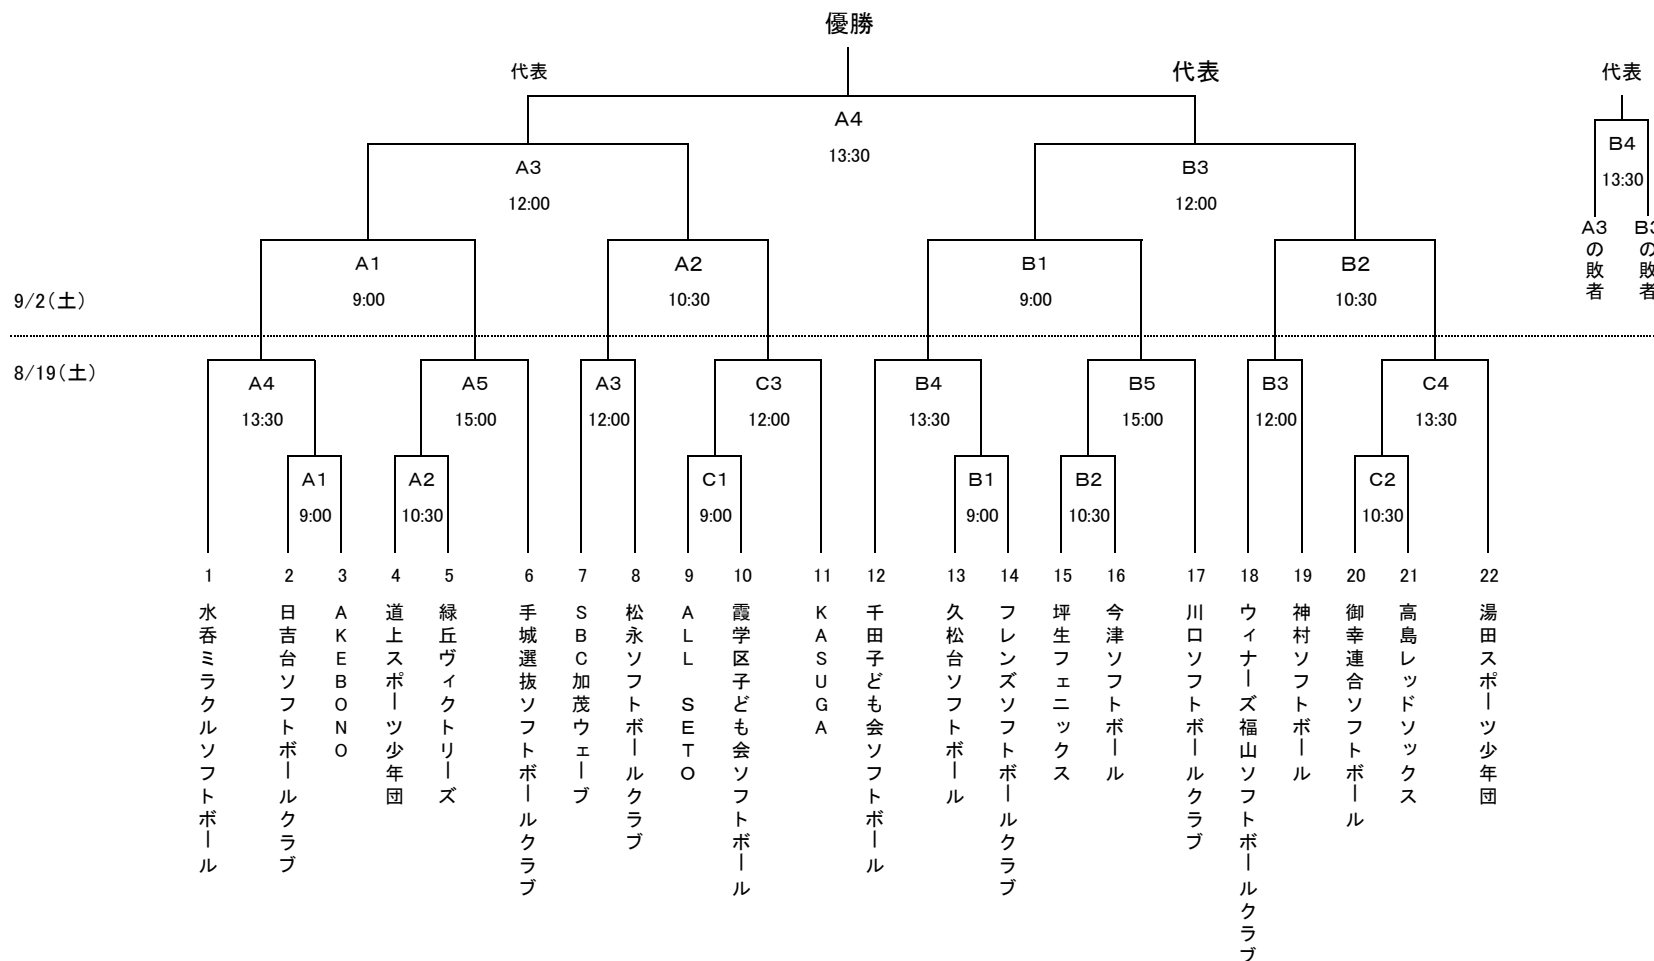 優勝
代表
代表
代表
A4
13:30
A3
12:00
B3
12:00
B4
13:30
A3の敗者
B3の敗者
A1
9:00
A2
10:30
B1
9:00
B2
10:30
9/2(土)
8/19(土)
A4
13:30
A5
15:00
A3
12:00
C3
12:00
B4
13:30
B5
15:00
B3
12:00
C4
13:30
A1
9:00
A2
10:30
C1
9:00
B1
9:00
B2
10:30
C2
10:30
1
水呑ミラクルソフトボール
2
日吉台ソフトボールクラブ
3
AKEBONO
4
道上スポーツ少年団
5
緑丘ヴィクトリーズ
6
手城選抜ソフトボールクラブ
7
SBC加茂ウェーブ
8
松永ソフトボールクラブ
9
ALL SETO
10
霞学区子ども会ソフトボール
11
KASUGA
12
千田子ども会ソフトボール
13
久松台ソフトボール
14
フレンズソフトボールクラブ
15
坪生フェニックス
16
今津ソフトボール
17
川口ソフトボールクラブ
18
ウィナーズ福山ソフトボールクラブ
19
神村ソフトボール
20
御幸連合ソフトボール
21
高島レッドソックス
22
湯田スポーツ少年団